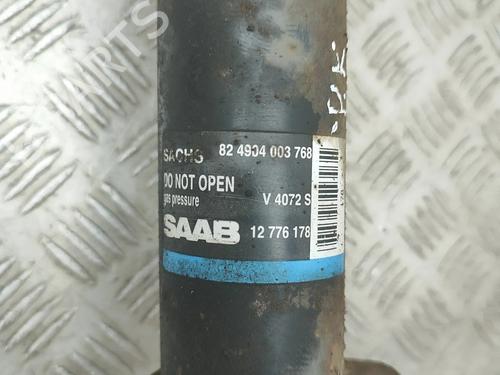 SACHS 82 4904 003 768
DO NOT OPEN
gas pressure V 4072 S
SAAB 12 776 178